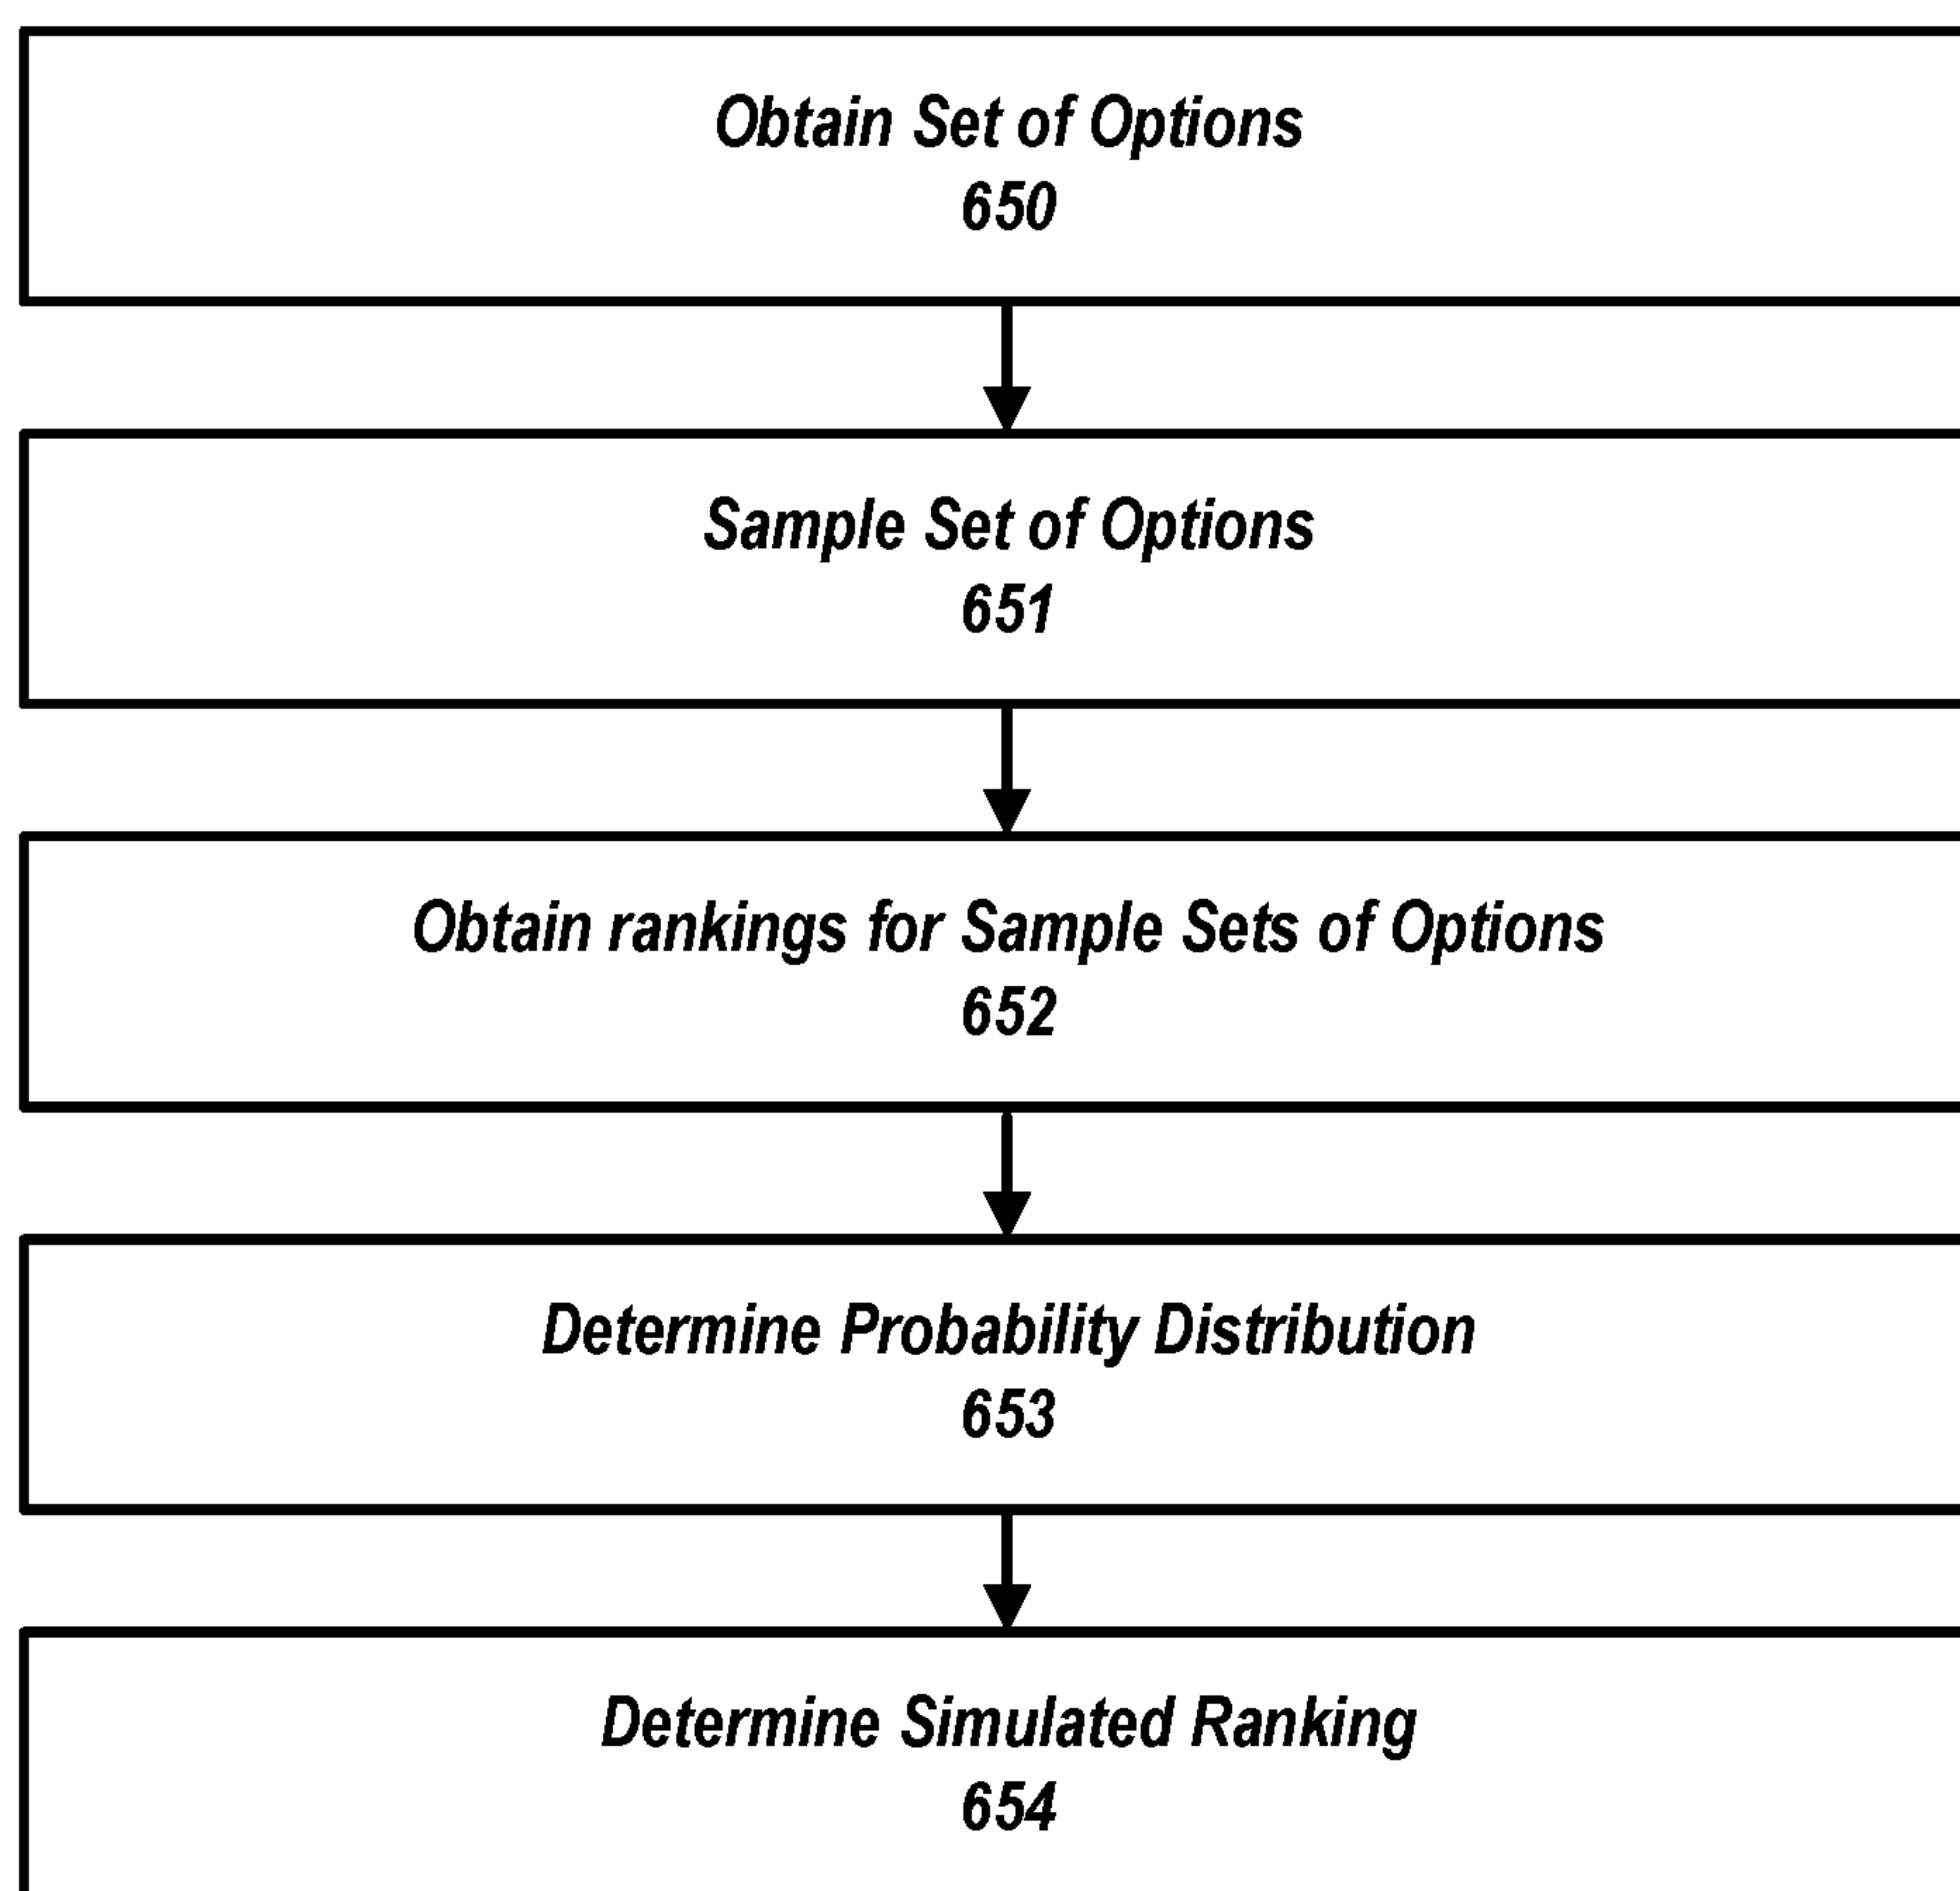 Obtain Set of Options
650
Sample Set of Options
651
Obtain rankings for Sample Sets of Options
652
Determine Probability Distribution
653
Determine Simulated Ranking
654